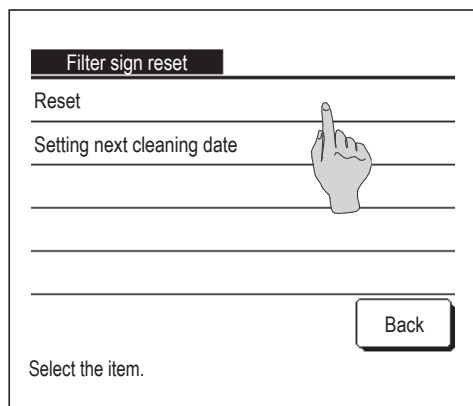 Filter sign reset
Reset
Setting next cleaning date
Back
Select the item.